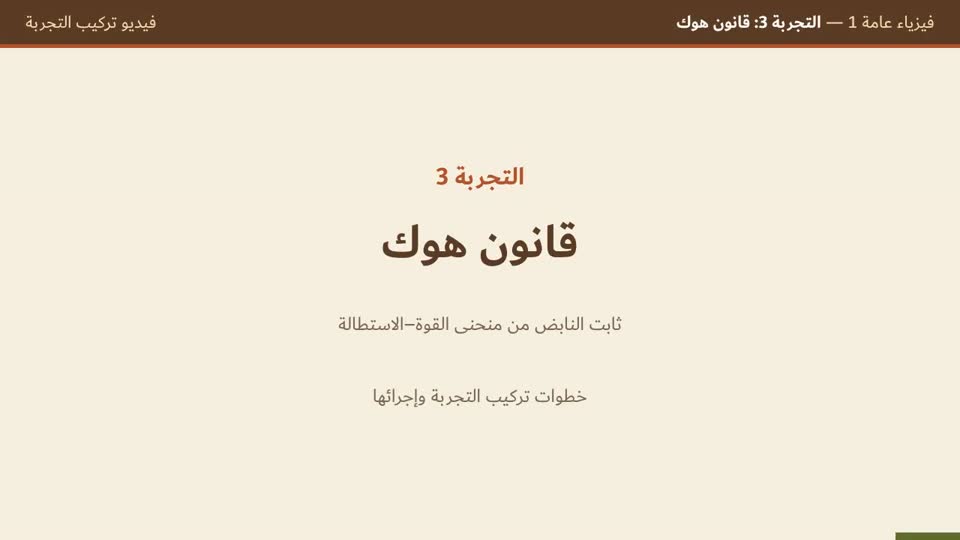 فيزياء عامة 1 — التجربة 3: قانون هوك
فيديو تركيب التجربة
التجربة 3
قانون هوك
ثابت النابض من منحنى القوة–الاستطالة
خطوات تركيب التجربة وإجرائها